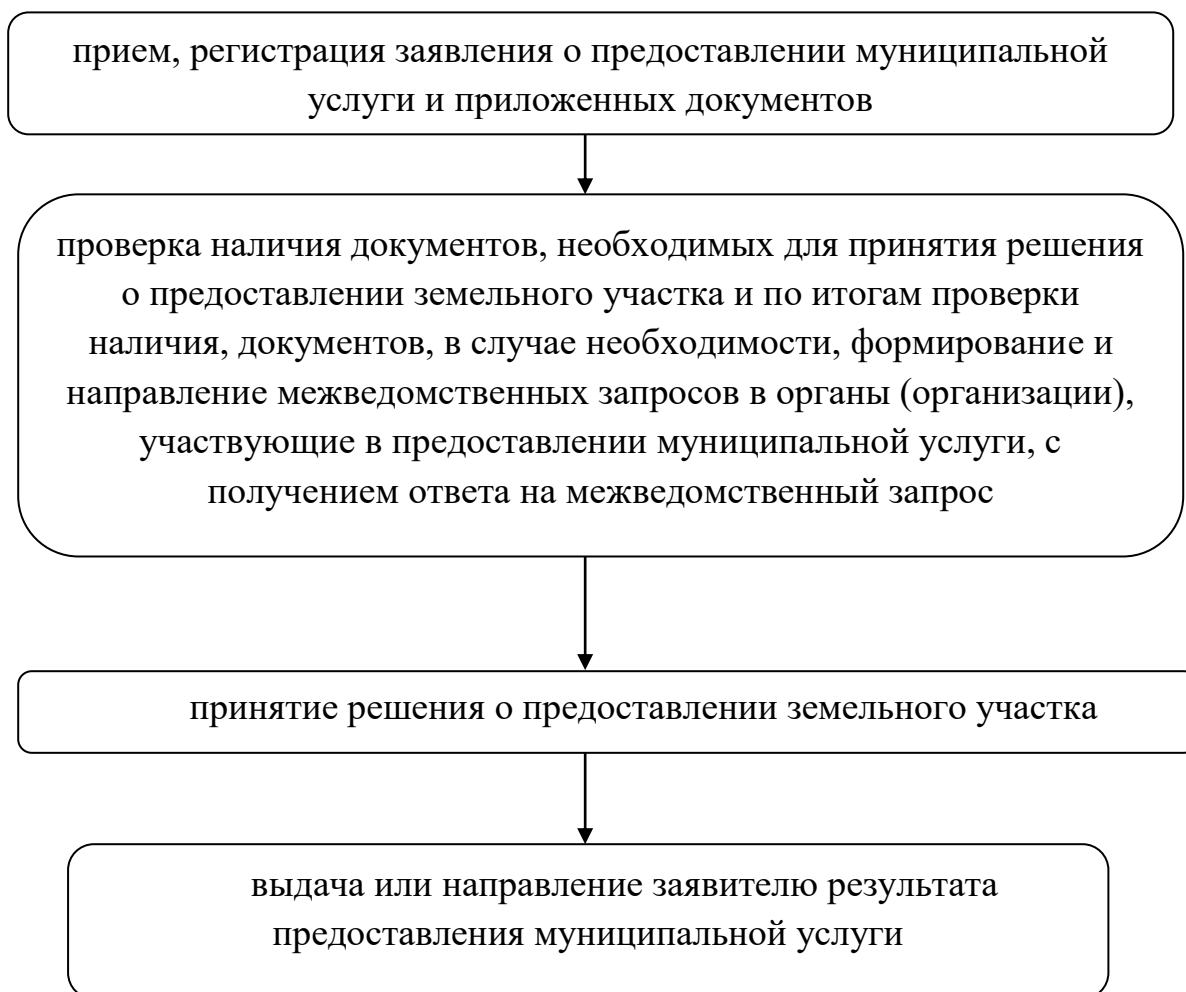 прием, регистрация заявления о предоставлении муниципальной
услуги и приложенных документов
проверка наличия документов, необходимых для принятия решения
о предоставлении земельного участка и по итогам проверки
наличия, документов, в случае необходимости, формирование и
направление межведомственных запросов в органы (организации),
участвующие в предоставлении муниципальной услуги, с
получением ответа на межведомственный запрос
принятие решения о предоставлении земельного участка
выдача или направление заявителю результата
предоставления муниципальной услуги